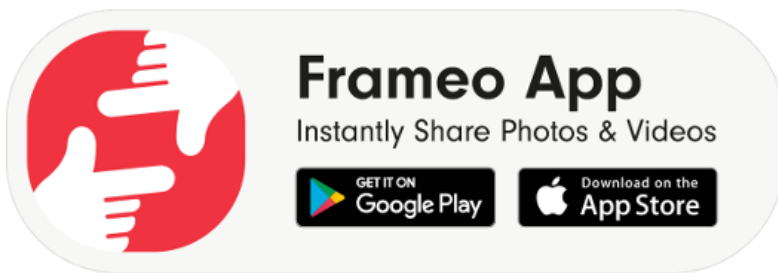 Frameo App
Instantly Share Photos & Videos
GET IT ON
Google Play
Download on the
App Store